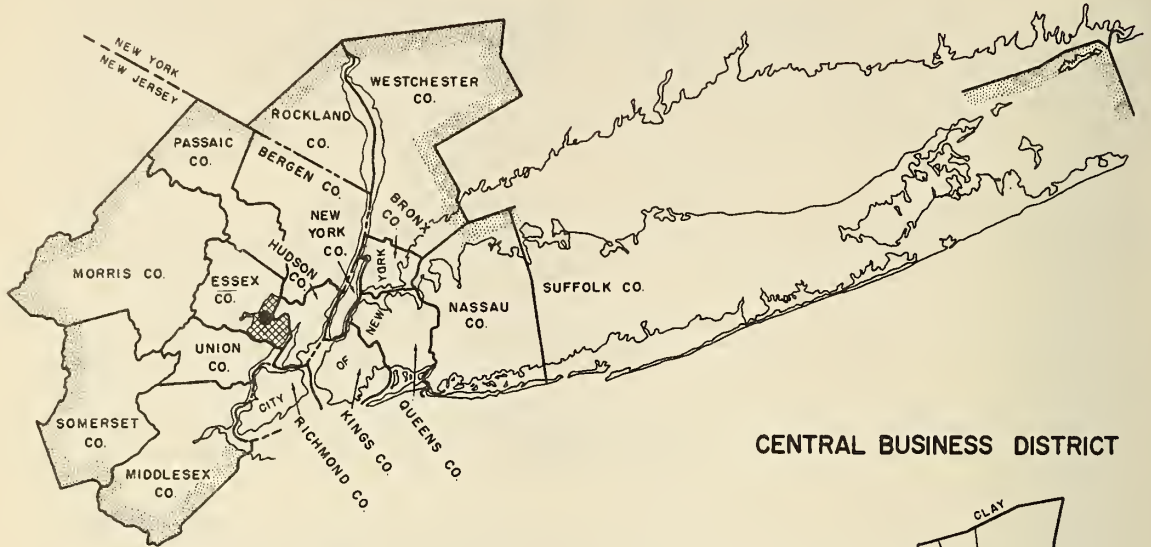 NEW YORK
NEW JERSEY
WESTCHESTER
CO.
ROCKLAND
CO.
PASSAIC
CO.
BERGEN CO.
BRONX
CO.
NEW
YORK
CO.
HUDSON
CO.
MORRIS CO.
ESSEX
CO.
YORK
NEW
OF
CITY
NASSAU
CO.
SUFFOLK CO.
UNION
CO.
SOMERSET
CO.
MIDDLESEX
CO.
RICHMOND CO.
KINGS CO.
QUEENS CO.
CENTRAL BUSINESS DISTRICT
CLAY